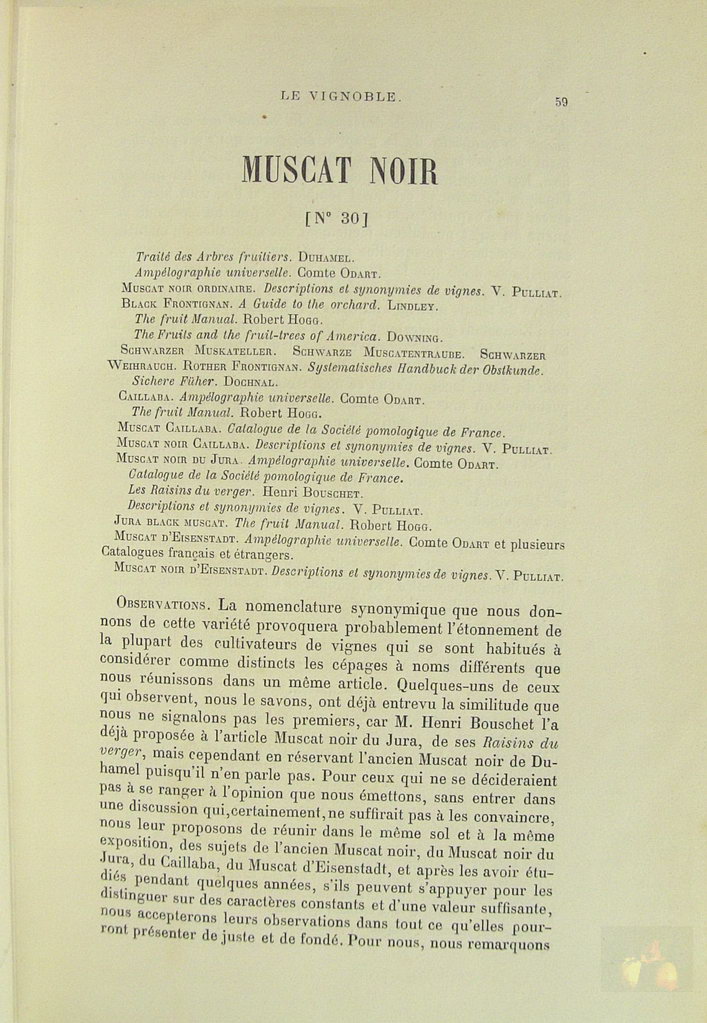 LE VIGNOBLE.
59
MUSCAT NOIR
[N° 30]
Traité des Arbres fruitiers. DUHAMEL.
Ampélographie universelle. Comte ODART.
MUSCAT NOIR ORDINAIRE. Descriptions et synonymies de vignes. V. PULLIAT.
BLACK FRONTIGNAN. A Guide to the orchard. LINDLEY.
The fruit Manual. Robert HOGG.
The Fruits and the fruit-trees of America. DOWNING.
SCHWARZER MUSKATELLER. SCHWARZE MUSCATENTRAUBE. SCHWARZER
WEIHRAUCH. ROTHER FRONTIGNAN. Systematisches Handbuck der Obstkunde.
Sichere Füher. DOCHNAL.
CAILLABA. Ampélographie universelle. Comte ODART.
The fruit Manual. Robert HOGG.
MUSCAT CAILLABA. Catalogue de la Société pomologique de France.
MUSCAT NOIR CAILLABA. Descriptions et synonymies de vignes. V. PULLIAT.
MUSCAT NOIR DU JURA. Ampélographie universelle. Comte ODART.
Catalogue de la Société pomologique de France.
Les Raisins du verger. Henri BOUSCHET.
Descriptions et synonymies de vignes. V. PULLIAT.
JURA BLACK MUSCAT. The fruit Manual. Robert HOGG.
MUSCAT D'EISENSTADT. Ampélographie universelle. Comte ODART et plusieurs
Catalogues français et étrangers.
MUSCAT NOIR D'EISENSTADT. Descriptions et synonymies de vignes. V. PULLIAT.
OBSERVATIONS. La nomenclature synonymique que nous don-
nons de cette variété provoquera probablement l'étonnement de
la plupart des cultivateurs de vignes qui se sont habitués à
considérer comme distincts les cépages à noms différents que
nous réunissons dans un même article. Quelques-uns de ceux
qui observent, nous le savons, ont déjà entrevu la similitude que
nous ne signalons pas les premiers, car M. Henri Bouschet l'a
déjà proposée à l'article Muscat noir du Jura, de ses Raisins du
verger, mais cependant en réservant l'ancien Muscat noir de Du-
hamel puisqu'il n'en parle pas. Pour ceux qui ne se décideraient
pas à se ranger à l'opinion que nous émettons, sans entrer dans
une discussion qui, certainement, ne suffirait pas à les convaincre,
nous leur proposons de réunir dans le même sol et à la même
exposition, des sujets de l'ancien Muscat noir, du Muscat noir du
Jura, du Caillaba, du Muscat d'Eisenstadt, et après les avoir étu-
diés pendant quelques années, s'ils peuvent s'appuyer pour les
distinguer sur des caractères constants et d'une valeur suffisante,
nous accepterons leurs observations dans tout ce qu'elles pour-
ront présenter de juste et de fondé. Pour nous, nous remarquons